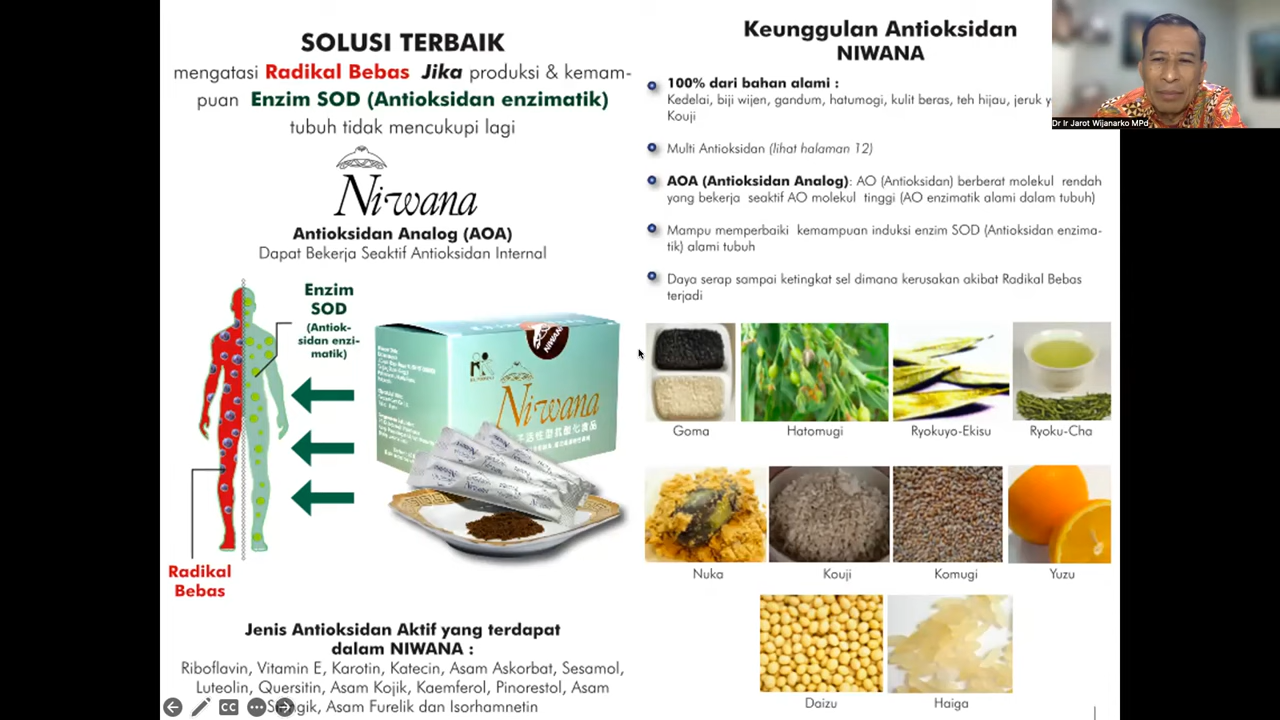 SOLUSI TERBAIK
mengatasi Radikal Bebas Jika produksi & kemam-
puan Enzim SOD (Antioksidan enzimatik)
tubuh tidak mencukupi lagi
Niwana
Antioksidan Analog (AOA)
Dapat Bekerja Seaktif Antioksidan Internal
Enzim
SOD
(Antiok-
sidan enzi-
matik)
NIWANA
Niwana
Radikal
Bebas
Jenis Antioksidan Aktif yang terdapat
dalam NIWANA :
Riboflavin, Vitamin E, Karotin, Katecin, Asam Askorbat, Sesamol,
Luteolin, Quersitin, Asam Kojik, Kaemferol, Pinorestol, Asam
Asam Furelik dan Isorhamnetin
CC
Keunggulan Antioksidan
NIWANA
100% dari bahan alami :
Kedelai, biji wijen, gandum, hatumogi, kulit beras, teh hijau, jeruk
Kouji
Multi Antioksidan (lihat halaman 12)
AOA (Antioksidan Analog): AO (Antioksidan) berberat molekul rendah
yang bekerja seaktif AO molekul tinggi (AO enzimatik alami dalam tubuh)
Mampu memperbaiki kemampuan induksi enzim SOD (Antioksidan enzima-
tik) alami tubuh
Daya serap sampai ketingkat sel dimana kerusakan akibat Radikal Bebas
terjadi
Goma
Hatomugi
Ryokuyo-Ekisu
Ryoku-Cha
Nuka
Kouji
Komugi
Yuzu
Daizu
Haiga
Dr Ir Jarot Wijanarko MPd